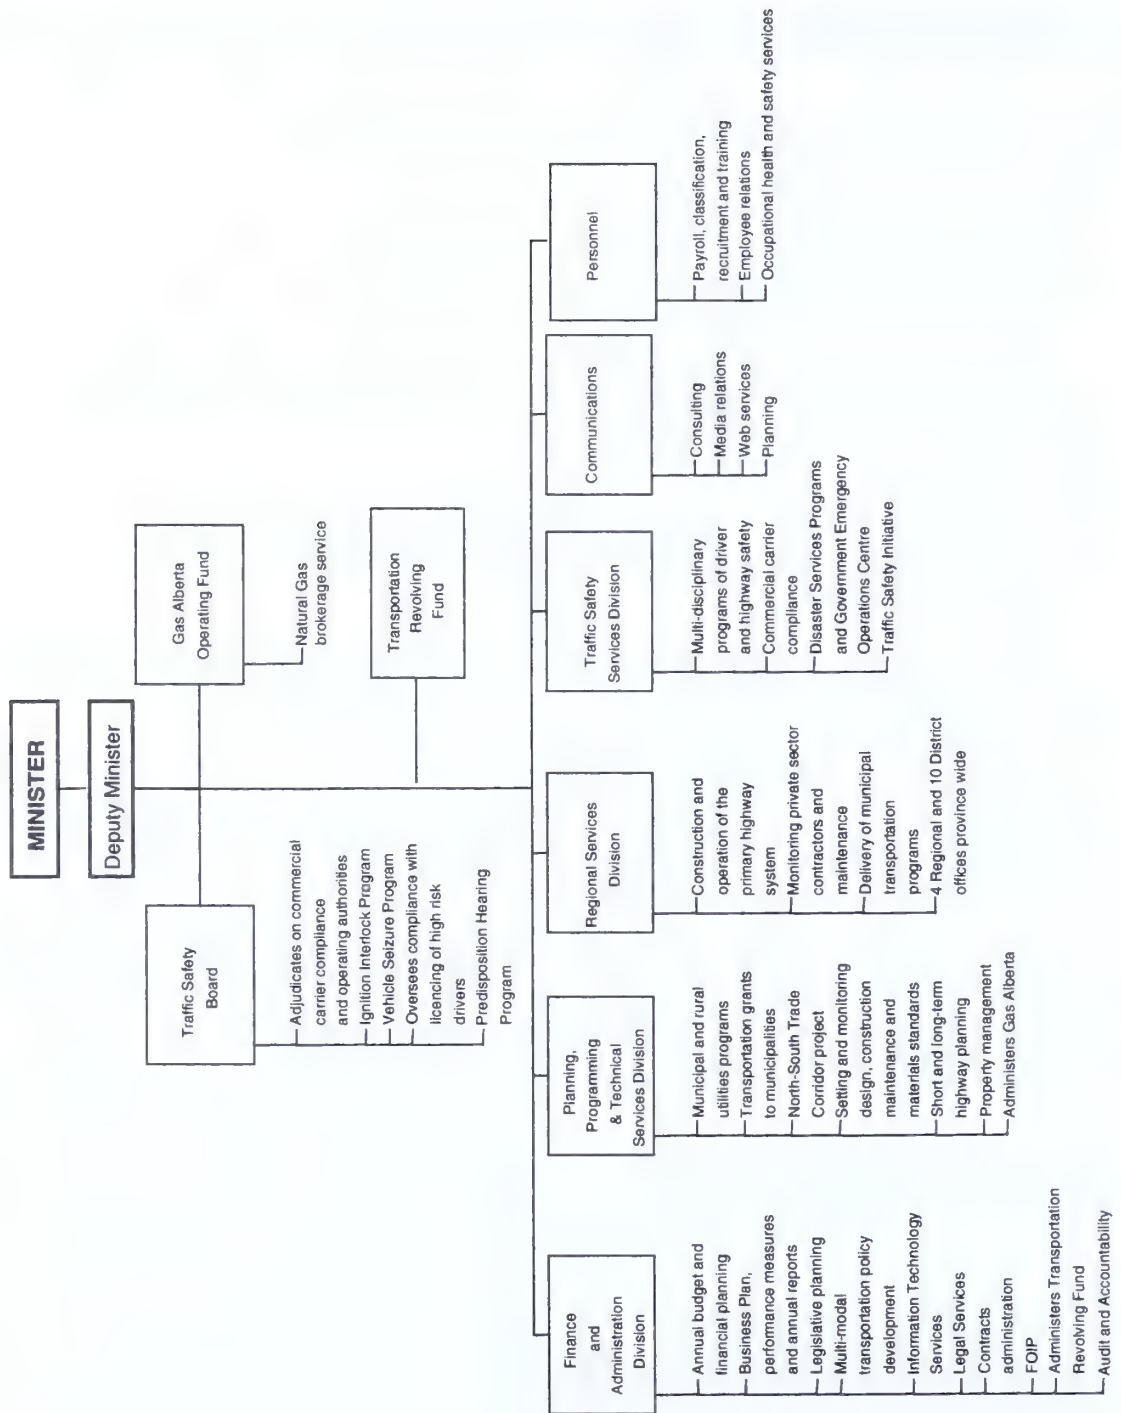 MINISTER
Deputy Minister
Traffic Safety
Board
Adjudicates on commercial
carrier compliance
and operating authorities
Ignition Interlock Program
Vehicle Seizure Program
Oversees compliance with
licencing of high risk
drivers
Predisposition Hearing
Program
Gas Alberta
Operating Fund
Natural Gas
brokerage service
Transportation
Revolving
Fund
Finance
and
Administration
Division
Annual budget and
financial planning
Business Plan,
performance measures
and annual reports
Legislative planning
Multi-modal
transportation policy
development
Information Technology
Services
Legal Services
Contracts
administration
FOIP
Administers Transportation
Revolving Fund
Audit and Accountability
Planning,
Programming
& Technical
Services Division
Municipal and rural
utilities programs
Transportation grants
to municipalities
North-South Trade
Corridor project
Setting and monitoring
design, construction
maintenance and
materials standards
Short and long-term
highway planning
Property management
Administers Gas Alberta
Regional Services
Division
Construction and
operation of the
primary highway
system
Monitoring private sector
contractors and
maintenance
Delivery of municipal
transportation
programs
4 Regional and 10 District
offices province wide
Traffic Safety
Services Division
Multi-disciplinary
programs of driver
and highway safety
Commercial carrier
compliance
Disaster Services Programs
and Government Emergency
Operations Centre
Traffic Safety Initiative
Communications
Consulting
Media relations
Web services
Planning
Personnel
Payroll, classification,
recruitment and training
Employee relations
Occupational health and safety services